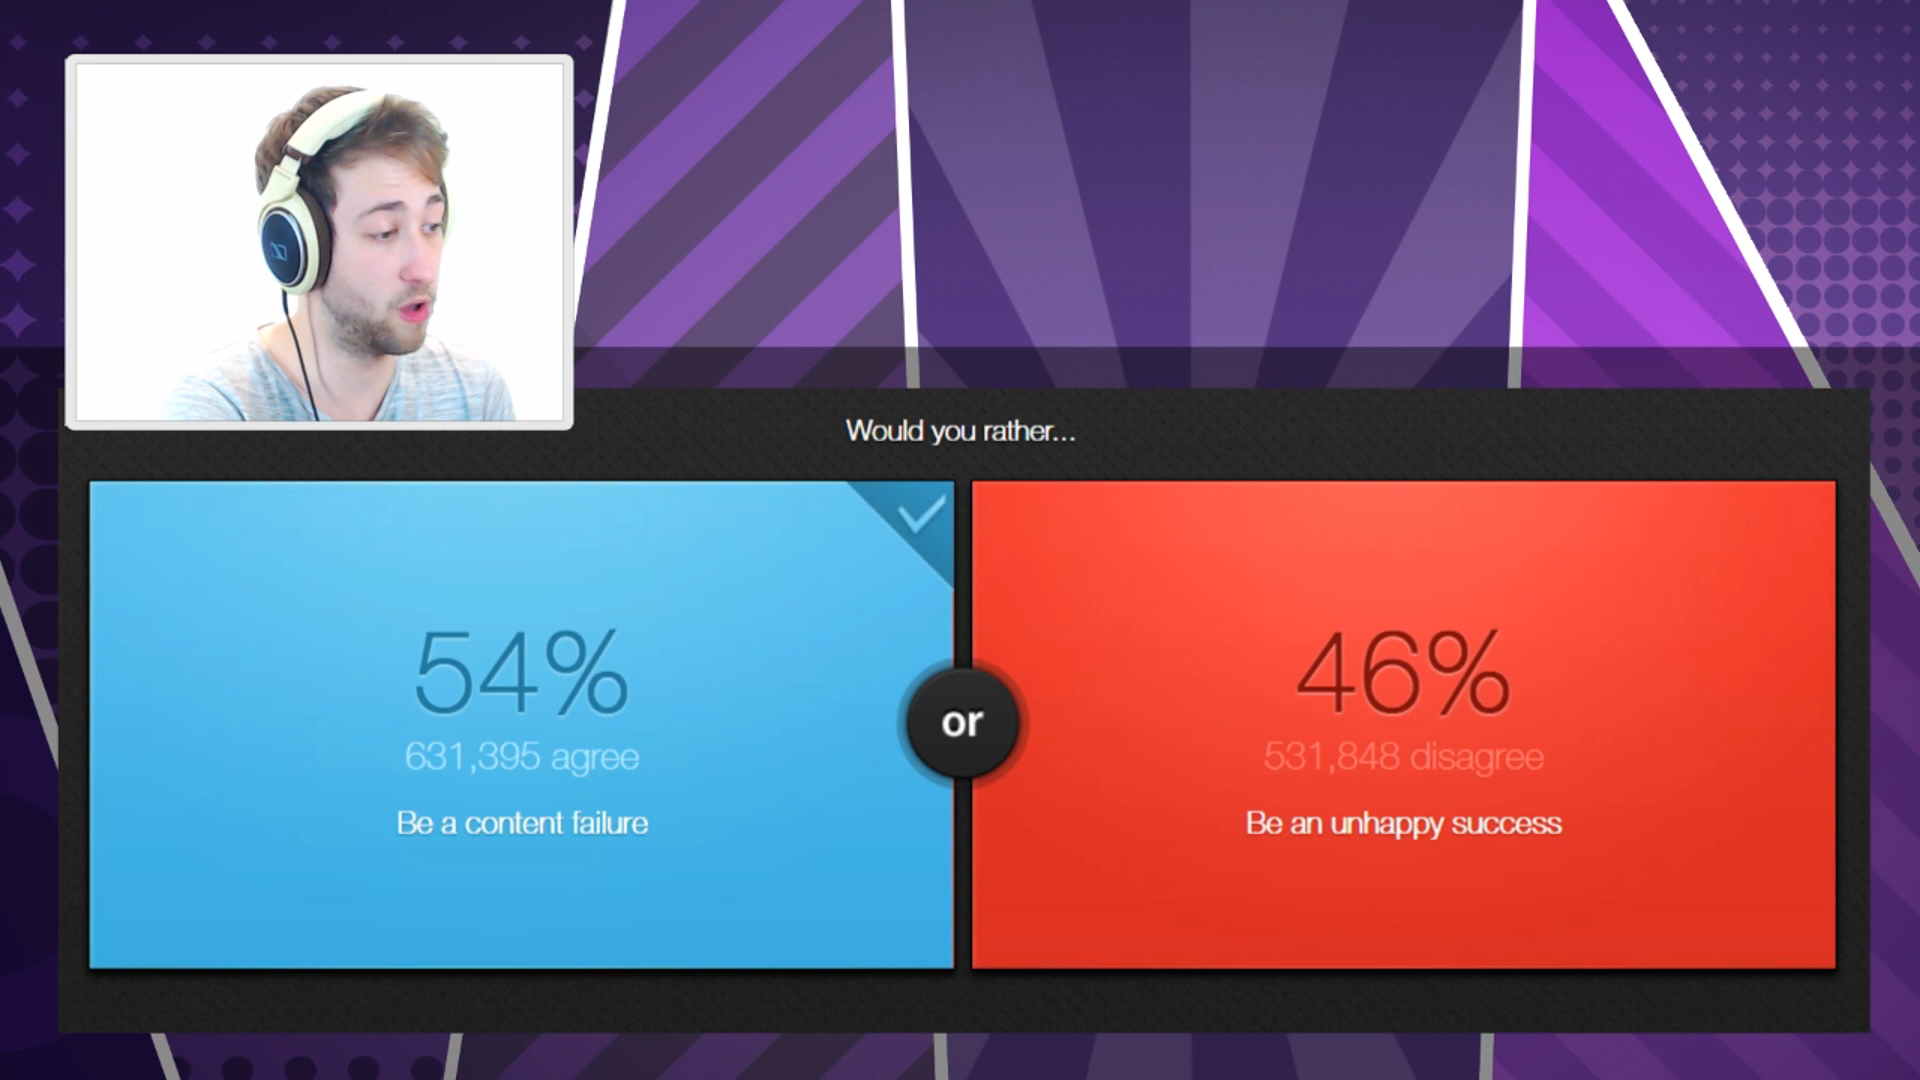 Would you rather...
54%
631,395 agree
Be a content failure
or
46%
531,848 disagree
Be an unhappy success